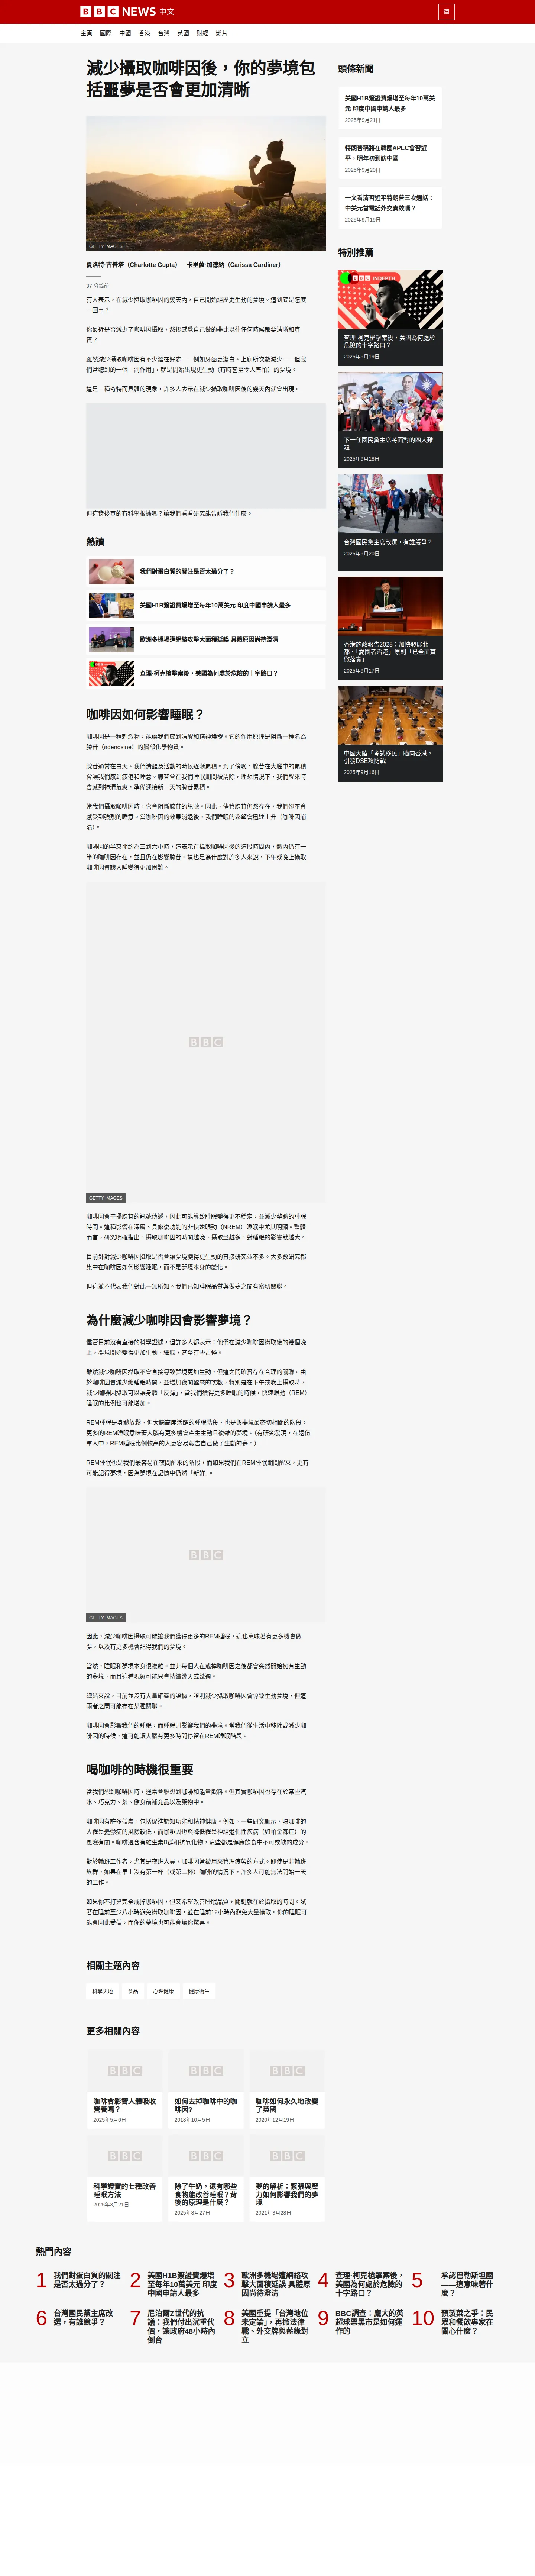 BBC NEWS 中文
简
主頁 國際 中國 香港 台灣 英國 財經 影片
減少攝取咖啡因後，你的夢境包
括噩夢是否會更加清晰
GETTY IMAGES
夏洛特·古普塔（Charlotte Gupta） 卡里薩·加德納（Carissa Gardiner）
37 分鐘前
有人表示，在減少攝取咖啡因的幾天內，自己開始經歷更生動的夢境。這到底是怎麼
一回事？
你最近是否減少了咖啡因攝取，然後感覺自己做的夢比以往任何時候都要清晰和真
實？
雖然減少攝取咖啡因有不少潛在好處——例如牙齒更潔白、上廁所次數減少——但我
們常聽到的一個「副作用」，就是開始出現更生動（有時甚至令人害怕）的夢境。
這是一種奇特而具體的現象，許多人表示在減少攝取咖啡因後的幾天內就會出現。
但這背後真的有科學根據嗎？讓我們看看研究能告訴我們什麼。
熱讀
我們對蛋白質的關注是否太過分了？
美國H1B簽證費爆增至每年10萬美元 印度中國申請人最多
歐洲多機場遭網絡攻擊大面積延誤 具體原因尚待澄清
查理·柯克槍擊案後，美國為何處於危險的十字路口？
咖啡因如何影響睡眠？
咖啡因是一種刺激物，能讓我們感到清醒和精神煥發。它的作用原理是阻斷一種名為
腺苷（adenosine）的腦部化學物質。
腺苷通常在白天、我們清醒及活動的時候逐漸累積。到了傍晚，腺苷在大腦中的累積
會讓我們感到疲倦和睡意。腺苷會在我們睡眠期間被清除，理想情況下，我們醒來時
會感到神清氣爽，準備迎接新一天的腺苷累積。
當我們攝取咖啡因時，它會阻斷腺苷的訊號。因此，儘管腺苷仍然存在，我們卻不會
感受到強烈的睡意。當咖啡因的效果消退後，我們睡眠的慾望會迅速上升（咖啡因崩
潰）。
咖啡因的半衰期約為三到六小時，這表示在攝取咖啡因後的這段時間內，體內仍有一
半的咖啡因存在，並且仍在影響腺苷。這也是為什麼對許多人來說，下午或晚上攝取
咖啡因會讓入睡變得更加困難。
BBC
GETTY IMAGES
咖啡因會干擾腺苷的訊號傳遞，因此可能導致睡眠變得更不穩定，並減少整體的睡眠
時間。這種影響在深層、具修復功能的非快速眼動（NREM）睡眠中尤其明顯。整體
而言，研究明確指出，攝取咖啡因的時間越晚、攝取量越多，對睡眠的影響就越大。
目前針對減少咖啡因攝取是否會讓夢境變得更生動的直接研究並不多。大多數研究都
集中在咖啡因如何影響睡眠，而不是夢境本身的變化。
但這並不代表我們對此一無所知。我們已知睡眠品質與做夢之間有密切關聯。
為什麼減少咖啡因會影響夢境？
儘管目前沒有直接的科學證據，但許多人都表示：他們在減少咖啡因攝取後的幾個晚
上，夢境開始變得更加生動、細膩，甚至有些古怪。
雖然減少咖啡因攝取不會直接導致夢境更加生動，但這之間確實存在合理的關聯。由
於咖啡因會減少總睡眠時間，並增加夜間醒來的次數，特別是在下午或晚上攝取時，
減少咖啡因攝取可以讓身體「反彈」，當我們獲得更多睡眠的時候，快速眼動（REM）
睡眠的比例也可能增加。
REM睡眠是身體放鬆、但大腦高度活躍的睡眠階段，也是與夢境最密切相關的階段。
更多的REM睡眠意味著大腦有更多機會產生生動且複雜的夢境。（有研究發現，在退伍
軍人中，REM睡眠比例較高的人更容易報告自己做了生動的夢。）
REM睡眠也是我們最容易在夜間醒來的階段，而如果我們在REM睡眠期間醒來，更有
可能記得夢境，因為夢境在記憶中仍然「新鮮」。
BBC
GETTY IMAGES
因此，減少咖啡因攝取可能讓我們獲得更多的REM睡眠，這也意味著有更多機會做
夢，以及有更多機會記得我們的夢境。
當然，睡眠和夢境本身很複雜。並非每個人在戒掉咖啡因之後都會突然開始擁有生動
的夢境，而且這種現象可能只會持續幾天或幾週。
總結來說，目前並沒有大量確鑿的證據，證明減少攝取咖啡因會導致生動夢境，但這
兩者之間可能存在某種關聯。
咖啡因會影響我們的睡眠，而睡眠則影響我們的夢境。當我們從生活中移除或減少咖
啡因的時候，這可能讓大腦有更多時間停留在REM睡眠階段。
喝咖啡的時機很重要
當我們想到咖啡因時，通常會聯想到咖啡和能量飲料。但其實咖啡因也存在於某些汽
水、巧克力、茶、健身前補充品以及藥物中。
咖啡因有許多益處，包括促進認知功能和精神健康。例如，一些研究顯示，喝咖啡的
人罹患憂鬱症的風險較低，而咖啡因也與降低罹患神經退化性疾病（如帕金森症）的
風險有關。咖啡還含有維生素B群和抗氧化物，這些都是健康飲食中不可或缺的成分。
對於輪班工作者，尤其是夜班人員，咖啡因常被用來管理疲勞的方式。即便是非輪班
族群，如果在早上沒有第一杯（或第二杯）咖啡的情況下，許多人可能無法開始一天
的工作。
如果你不打算完全戒掉咖啡因，但又希望改善睡眠品質。關鍵就在於攝取的時間。試
著在睡前至少八小時避免攝取咖啡因，並在睡前12小時內避免大量攝取。你的睡眠可
能會因此受益，而你的夢境也可能會讓你驚喜。
相關主題內容
科學天地 食品 心理健康 健康衛生
更多相關內容
BBC BBC BBC
咖啡會影響人體吸收
營養嗎？
2025年5月6日
如何去掉咖啡中的咖
啡因?
2018年10月5日
咖啡如何永久地改變
了英國
2020年12月19日
BBC BBC BBC
科學證實的七種改善
睡眠方法
2025年3月21日
除了牛奶，還有哪些
食物能改善睡眠？背
後的原理是什麼？
2025年8月27日
夢的解析：緊張與壓
力如何影響我們的夢
境
2021年3月28日
頭條新聞
美國H1B簽證費爆增至每年10萬美
元 印度中國申請人最多
2025年9月21日
特朗普稱將在韓國APEC會習近
平，明年初到訪中國
2025年9月20日
一文看清習近平特朗普三次通話：
中美元首電話外交奏效嗎？
2025年9月19日
特別推薦
BBC INDEPTH
查理·柯克槍擊案後，美國為何處於
危險的十字路口？
2025年9月19日
下一任國民黨主席將面對的四大難
題
2025年9月18日
台灣國民黨主席改選，有誰競爭？
2025年9月20日
香港施政報告2025：加快發展北
都、「愛國者治港」原則「已全面貫
徹落實」
2025年9月17日
中國大陸「考試移民」瞄向香港，
引發DSE攻防戰
2025年9月16日
熱門內容
1 我們對蛋白質的關注
是否太過分了？
2 美國H1B簽證費爆增
至每年10萬美元 印度
中國申請人最多
3 歐洲多機場遭網絡攻
擊大面積延誤 具體原
因尚待澄清
4 查理·柯克槍擊案後，
美國為何處於危險的
十字路口？
5 承認巴勒斯坦國
——這意味著什
麼？
6 台灣國民黨主席改
選，有誰競爭？
7 尼泊爾Z世代的抗
議：我們付出沉重代
價，讓政府48小時內
倒台
8 美國重提「台灣地位
未定論」，再掀法律
戰、外交牌與藍綠對
立
9 BBC調查：龐大的英
超球票黑市是如何運
作的
10 預製菜之爭：民
眾和餐飲專家在
關心什麼？